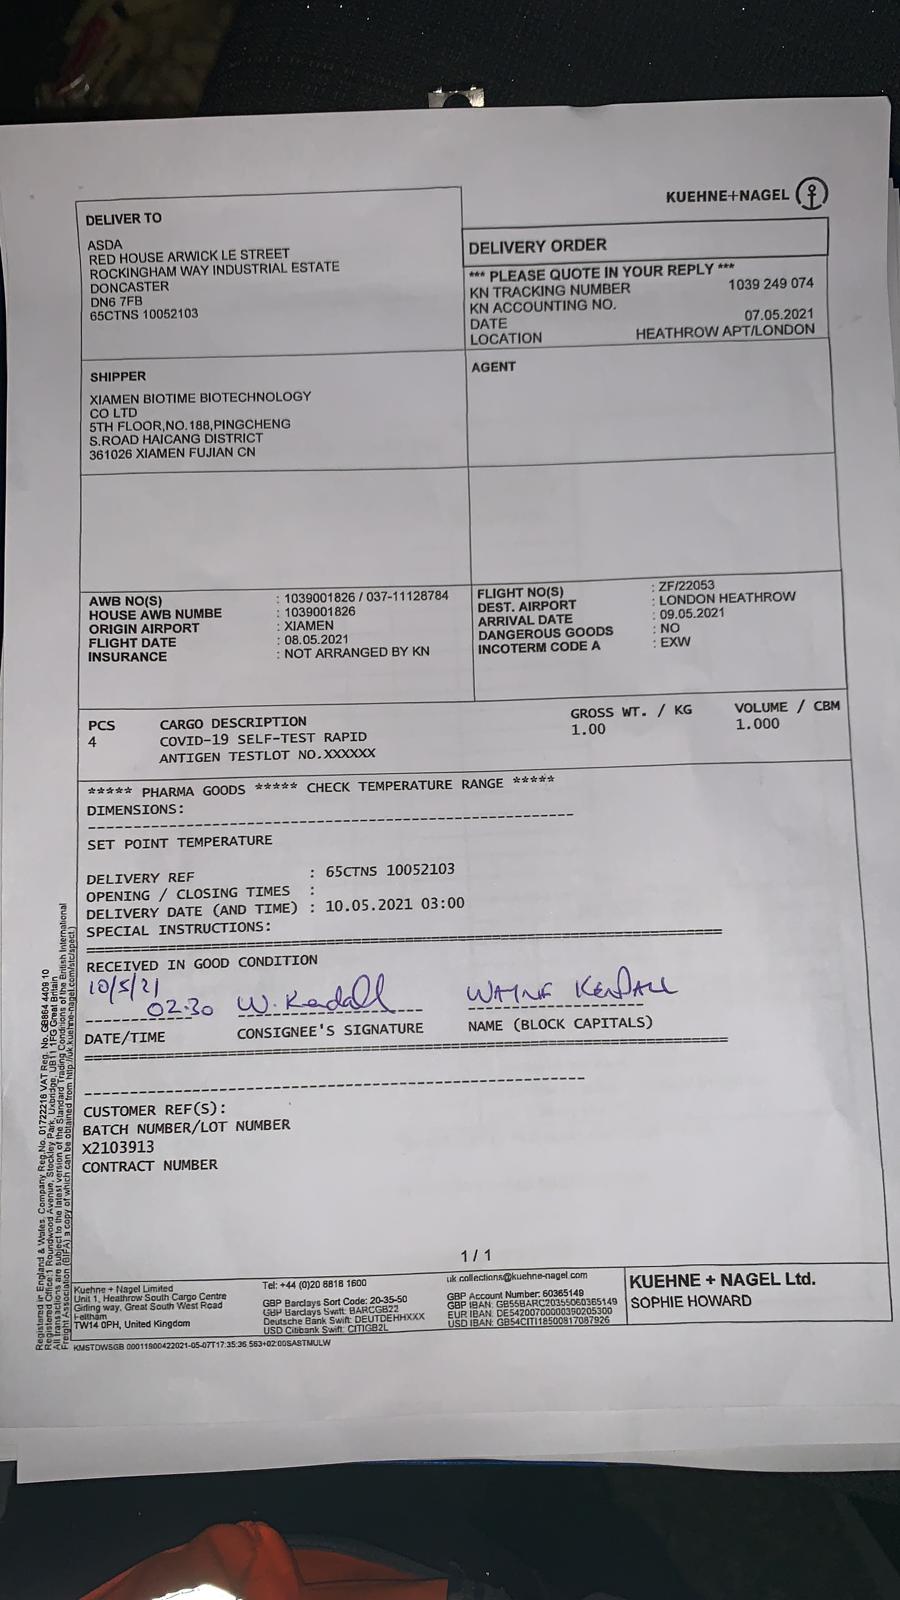 KUEHNE+NAGEL
DELIVER TO
ASDA
RED HOUSE ARWICK LE STREET
ROCKINGHAM WAY INDUSTRIAL ESTATE
DONCASTER
DN6 7FB
65CTNS 10052103
DELIVERY ORDER
*** PLEASE QUOTE IN YOUR REPLY ***
KN TRACKING NUMBER 1039 249 074
KN ACCOUNTING NO.
DATE 07.05.2021
LOCATION HEATHROW APT/LONDON
SHIPPER
XIAMEN BIOTIME BIOTECHNOLOGY
CO LTD
5TH FLOOR,NO.188,PINGCHENG
S.ROAD HAICANG DISTRICT
361026 XIAMEN FUJIAN CN
AGENT
AWB NO(S) : 1039001826 / 037-11128784
HOUSE AWB NUMBE : 1039001826
ORIGIN AIRPORT : XIAMEN
FLIGHT DATE : 08.05.2021
INSURANCE : NOT ARRANGED BY KN
FLIGHT NO(S) : ZF/22053
DEST. AIRPORT : LONDON HEATHROW
ARRIVAL DATE : 09.05.2021
DANGEROUS GOODS : NO
INCOTERM CODE A : EXW
PCS CARGO DESCRIPTION GROSS WT. / KG VOLUME / CBM
4 COVID-19 SELF-TEST RAPID 1.00 1.000
ANTIGEN TESTLOT NO.XXXXXX
***** PHARMA GOODS ***** CHECK TEMPERATURE RANGE *****
DIMENSIONS:
SET POINT TEMPERATURE
DELIVERY REF : 65CTNS 10052103
OPENING / CLOSING TIMES :
DELIVERY DATE (AND TIME) : 10.05.2021 03:00
SPECIAL INSTRUCTIONS:
RECEIVED IN GOOD CONDITION
10/5/21
02:30 W. Kendall WAYNE KENDALL
DATE/TIME CONSIGNEE'S SIGNATURE NAME (BLOCK CAPITALS)
CUSTOMER REF(S):
BATCH NUMBER/LOT NUMBER
X2103913
CONTRACT NUMBER
1 / 1
Kuehne + Nagel Limited
Unit 1, Heathrow South Cargo Centre
Girling way, Great South West Road
Feltham
TW14 0PH, United Kingdom
Tel: +44 (0)20 8818 1600
GBP Barclays Sort Code: 20-35-50
GBP Barclays Swift: BARCGB22
Deutsche Bank Swift: DEUTDEHHXXX
USD Citibank Swift: CITIGB2L
uk.collections@kuehne-nagel.com
GBP Account Number: 60365149
GBP IBAN: GB55BARC20355060365149
EUR IBAN: DE54200700000390205300
USD IBAN: GB54CITI18500817087926
KUEHNE + NAGEL Ltd.
SOPHIE HOWARD
Registered in England & Wales. Company Reg.No. 01722216 VAT Reg. No. GB864 4409 10
Registered Office:1 Roundwood Avenue, Stockley Park, Uxbridge, UB11 1FG Great Britain
All transactions are subject to the latest version of the Standard Trading Conditions of the British International
Freight Association (BIFA) a copy of which can be obtained from http://uk.kuehne-nagel.com/stc/spect.)